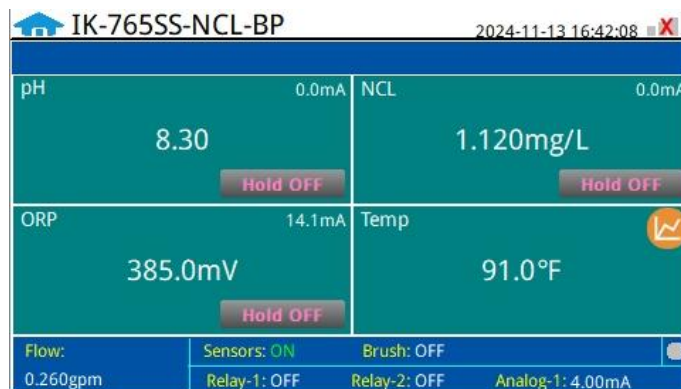 IK-765SS-NCL-BP 2024-11-13 16:42:08
pH 0.0mA NCL 0.0mA
8.30 1.120mg/L
Hold OFF Hold OFF
ORP 14.1mA Temp
385.0mV 91.0°F
Hold OFF
Flow: Sensors: ON Brush: OFF
0.260gpm Relay-1: OFF Relay-2: OFF Analog-1: 4.00mA